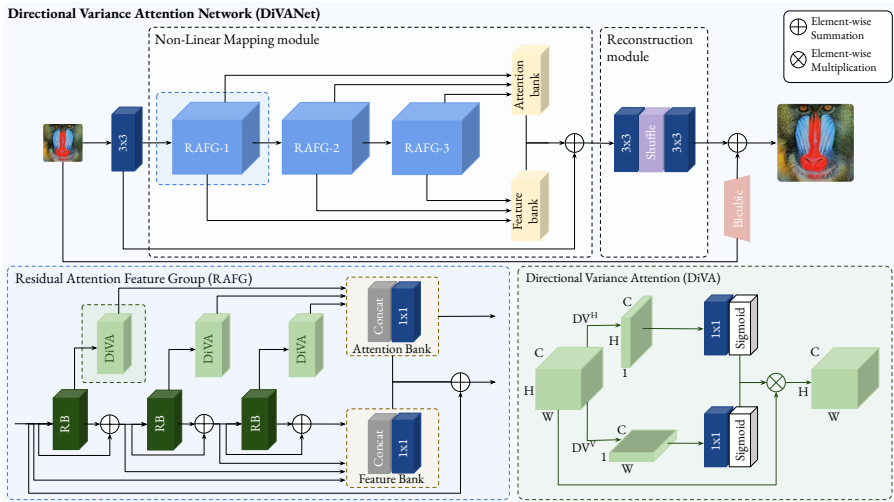 Directional Variance Attention Network (DiVANet)
Non-Linear Mapping module
Reconstruction
module
Element-wise
Summation
Element-wise
Multiplication
3x3
RAFG-1
RAFG-2
RAFG-3
Attention
bank
Feature
bank
3x3
Shuffle
3x3
Bicubic
Residual Attention Feature Group (RAFG)
DiVA
DiVA
DiVA
RB
RB
RB
Concat
1x1
Attention Bank
Concat
1x1
Feature Bank
Directional Variance Attention (DiVA)
C
H
W
DVᴴ
C
H
1
DVⱽ
C
1
W
1x1
Sigmoid
1x1
Sigmoid
C
H
W